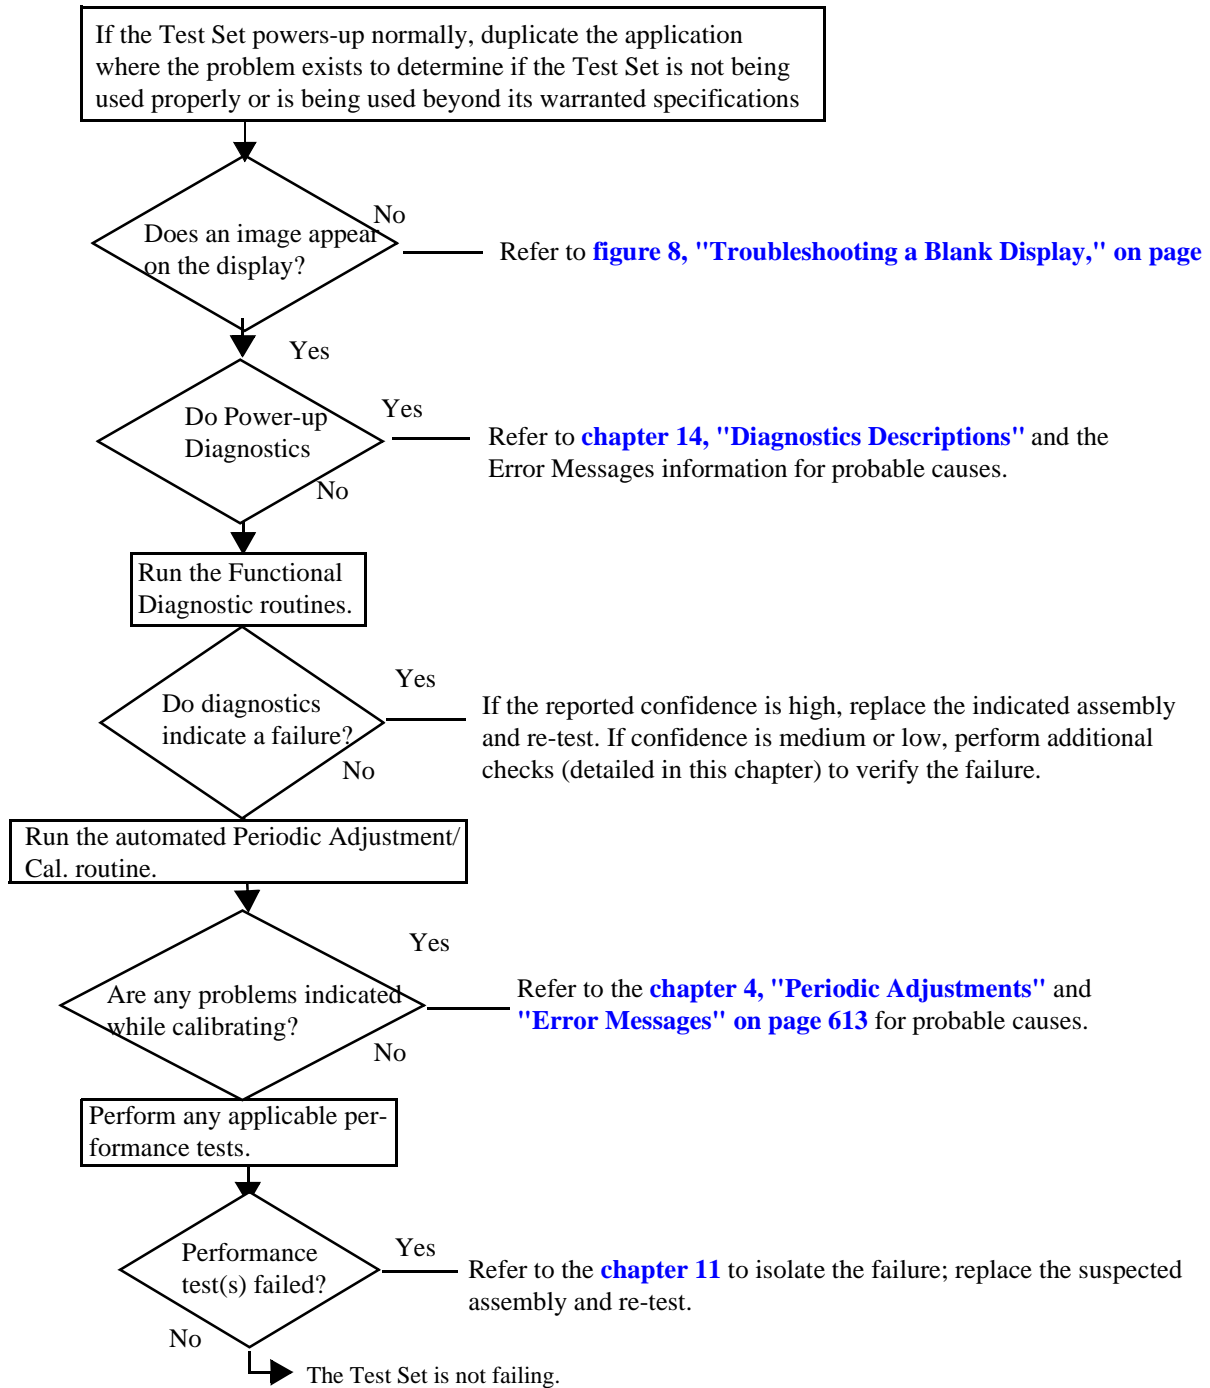 If the Test Set powers-up normally, duplicate the application
where the problem exists to determine if the Test Set is not being
used properly or is being used beyond its warranted specifications
No
Does an image appear
on the display?
Refer to figure 8, "Troubleshooting a Blank Display," on page
Yes
Do Power-up
Diagnostics
Yes
Refer to chapter 14, "Diagnostics Descriptions" and the
Error Messages information for probable causes.
No
Run the Functional
Diagnostic routines.
Yes
Do diagnostics
indicate a failure?
If the reported confidence is high, replace the indicated assembly
and re-test. If confidence is medium or low, perform additional
checks (detailed in this chapter) to verify the failure.
No
Run the automated Periodic Adjustment/
Cal. routine.
Yes
Are any problems indicated
while calibrating?
Refer to the chapter 4, "Periodic Adjustments" and
"Error Messages" on page 613 for probable causes.
No
Perform any applicable per-
formance tests.
Yes
Performance
test(s) failed?
Refer to the chapter 11 to isolate the failure; replace the suspected
assembly and re-test.
No
The Test Set is not failing.